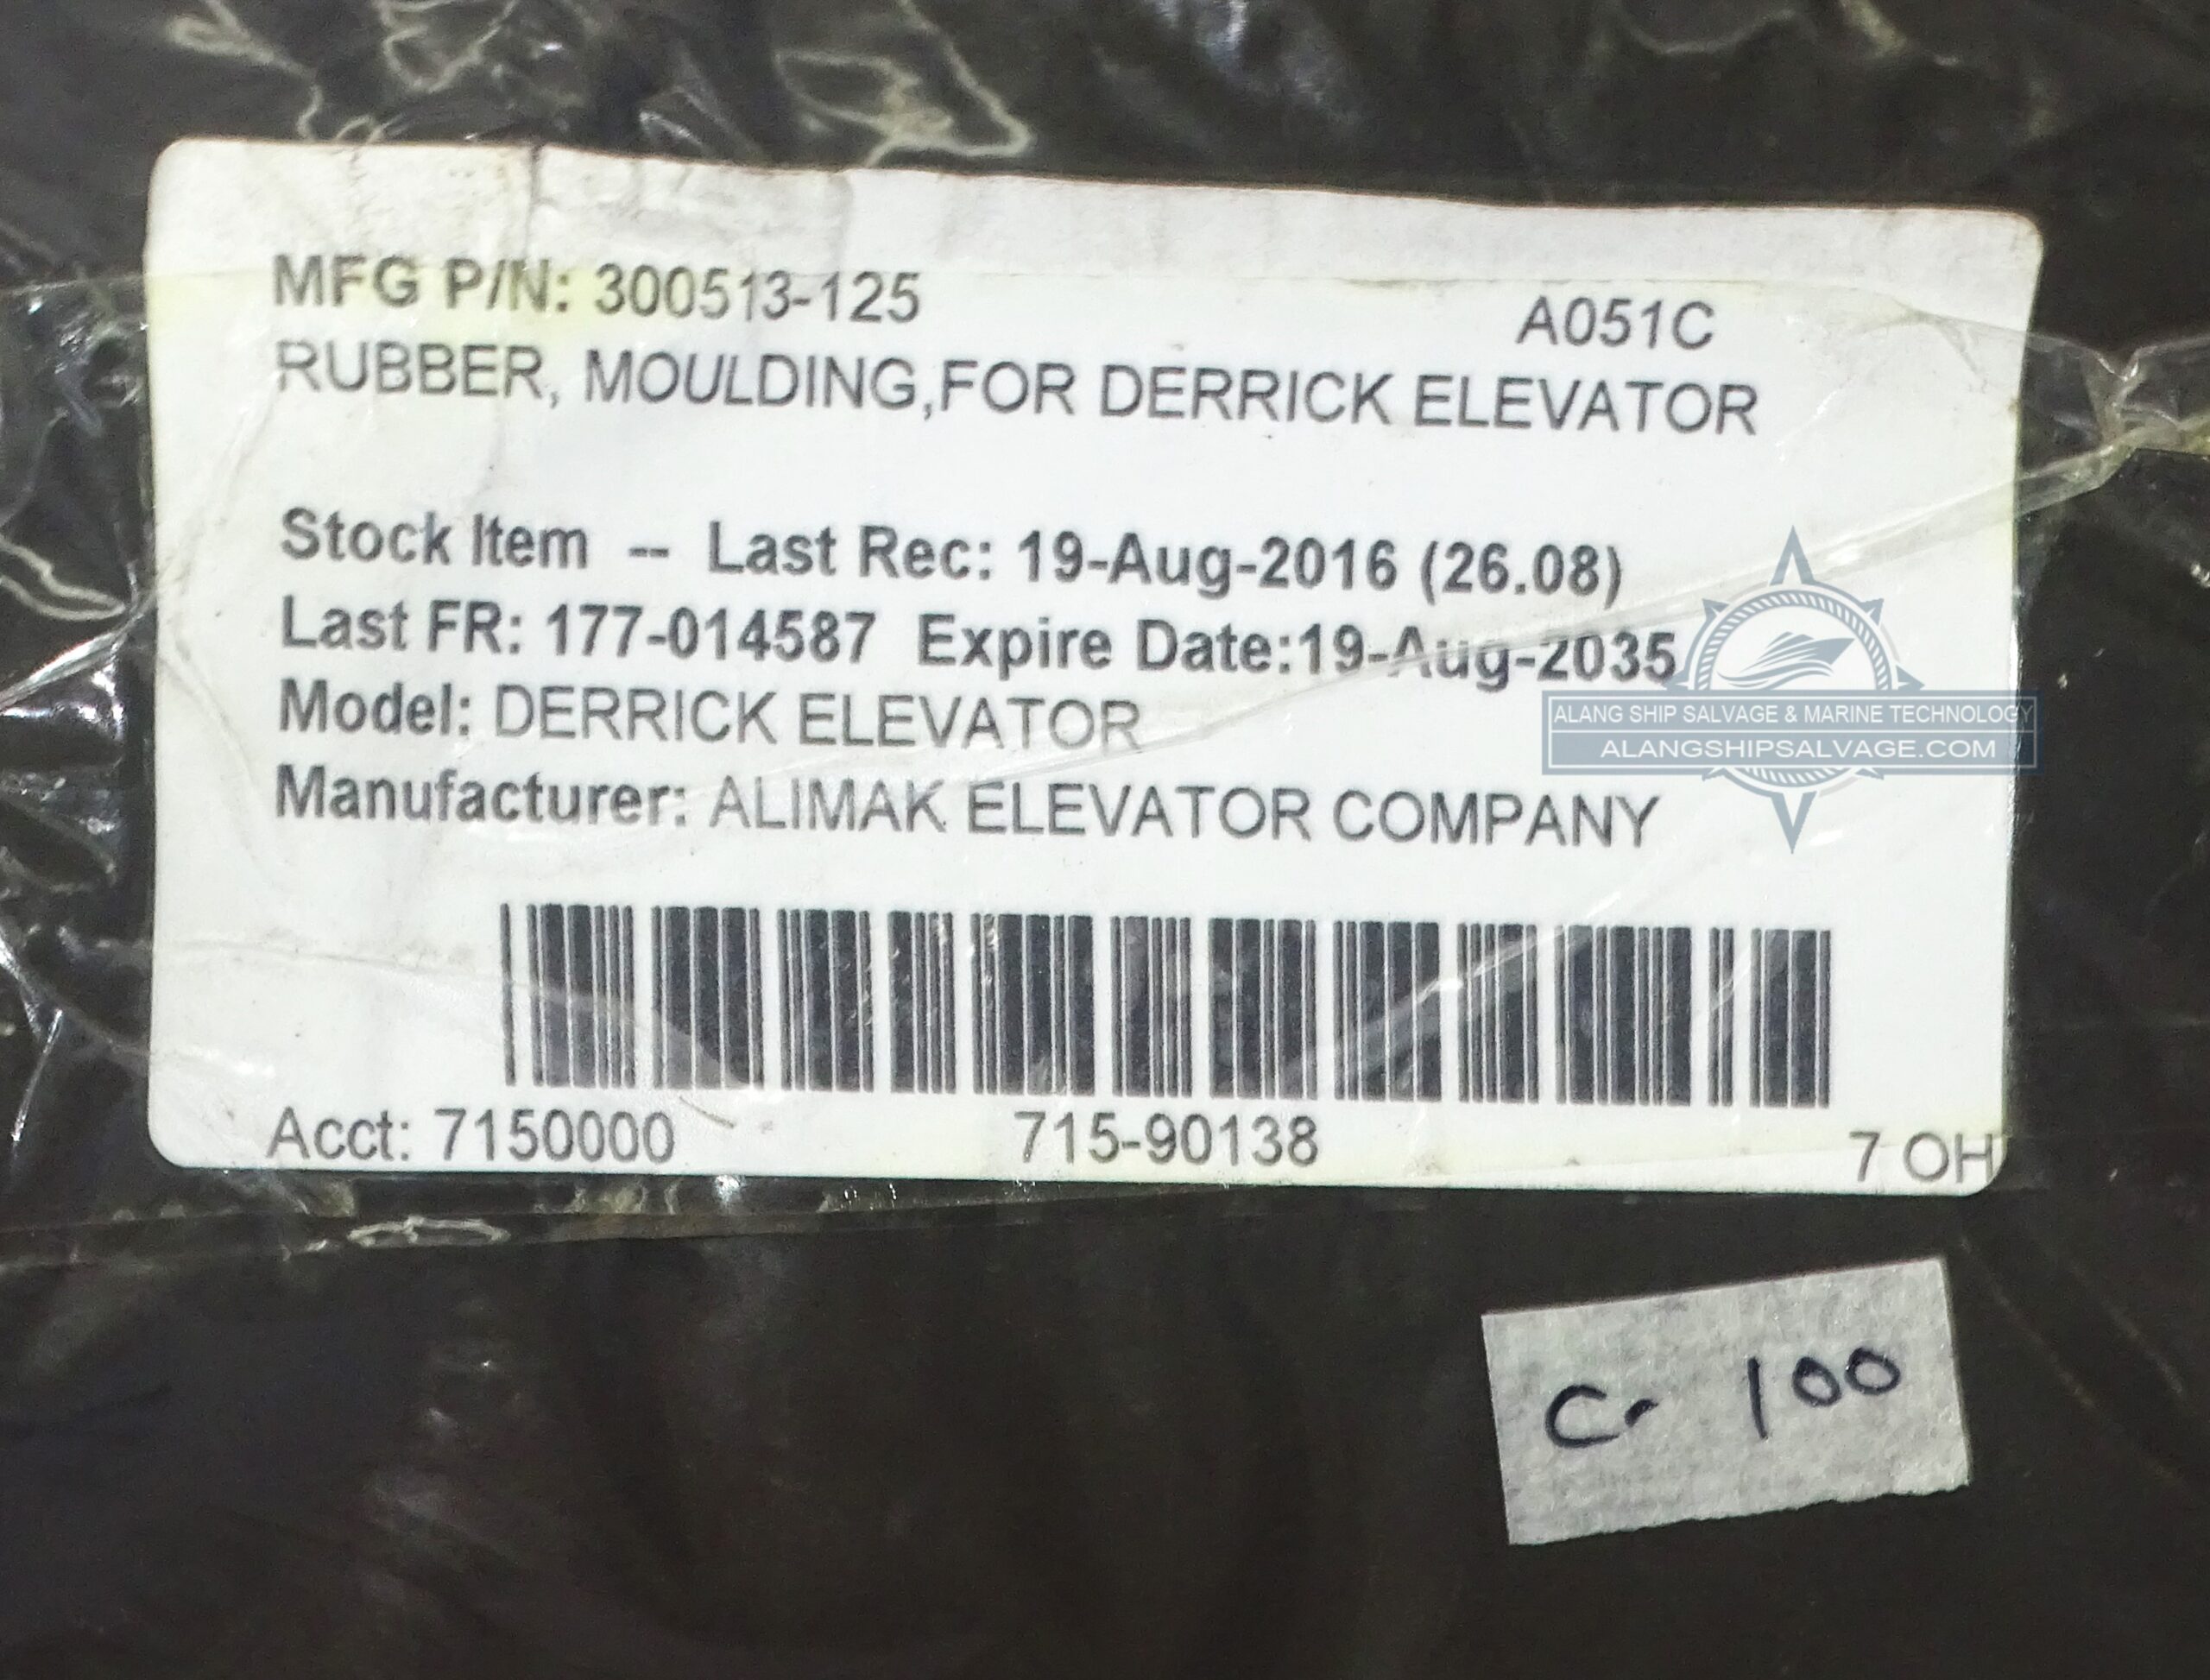 MFG P/N: 300513-125
A051C
RUBBER, MOULDING,FOR DERRICK ELEVATOR
Stock Item -- Last Rec: 19-Aug-2016 (26.08)
Last FR: 177-014587 Expire Date:19-Aug-2035
Model: DERRICK ELEVATOR
Manufacturer: ALIMAK ELEVATOR COMPANY
ALANG SHIP SALVAGE & MARINE TECHNOLOGY
ALANGSHIPSALVAGE.COM
Acct: 7150000 715-90138 7 OH
Cr 100